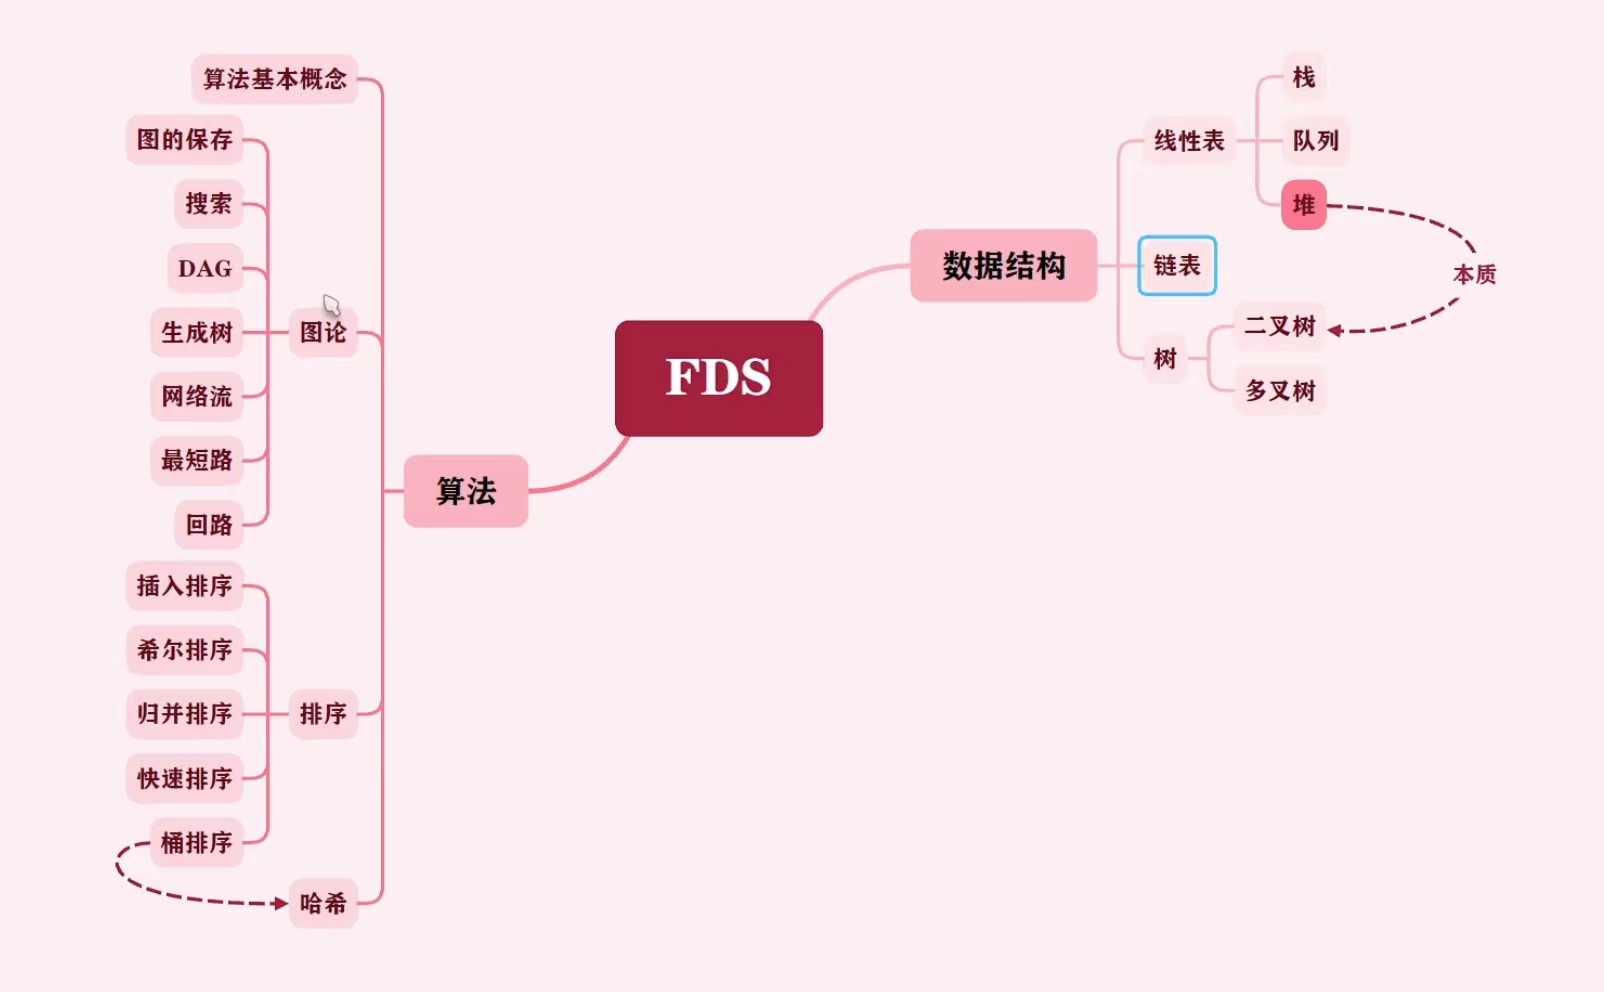 FDS
数据结构
线性表
栈
队列
堆
本质
链表
树
二叉树
多叉树
算法
算法基本概念
图论
图的保存
搜索
DAG
生成树
网络流
最短路
回路
排序
插入排序
希尔排序
归并排序
快速排序
桶排序
哈希